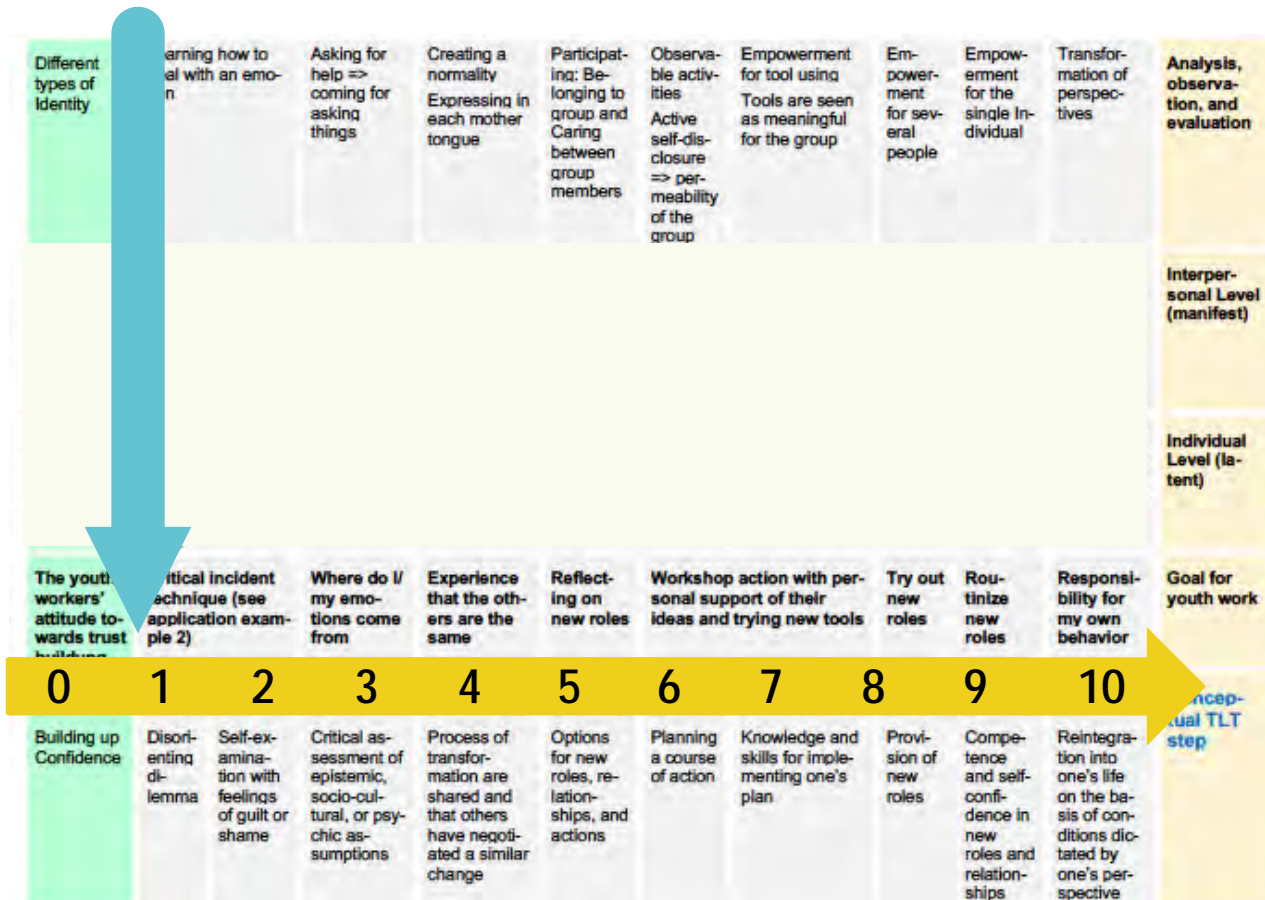 Different
types of
Identity
al with an emo-
Asking for
help =>
coming for
asking
things
Creating a
normality
Expressing in
each mother
tongue
Participat-
ing: Be-
longing to
group and
Caring
between
group
members
Observa-
ble activ-
ities
Active
self-dis-
closure
=> per-
meability
of the
group
Empowerment
for tool using
Tools are seen
as meaningful
for the group
Em-
power-
ment
for sev-
eral
people
Empow-
erment
for the
single In-
dividual
Transfor-
mation of
perspec-
tives
Analysis,
observa-
tion, and
evaluation
Interper-
sonal Level
(manifest)
Individual
Level (la-
tent)
The youth
workers'
attitude to-
wards trust
building
incident
technique (see
application exam-
ple 2)
Where do I/
my emo-
tions come
from
Experience
that the oth-
ers are the
same
Reflect-
ing on
new roles
Workshop action with per-
sonal support of their
ideas and trying new tools
Try out
new
roles
Rou-
tinize
new
roles
Responsi-
bility for
my own
behavior
Goal for
youth work
0 1 2 3 4 5 6 7 8 9 10
Building up
Confidence
Disori-
enting
di-
lemma
Self-ex-
amina-
tion with
feelings
of guilt or
shame
Critical as-
sessment of
epistemic,
socio-cul-
tural, or psy-
chic as-
sumptions
Process of
transfor-
mation are
shared and
that others
have negoti-
ated a similar
change
Options
for new
roles, re-
lation-
ships, and
actions
Planning
a course
of action
Knowledge and
skills for imple-
menting one's
plan
Provi-
sion of
new
roles
Compe-
tence
and self-
confi-
dence in
new
roles and
relation-
ships
Reintegra-
tion into
one's life
on the ba-
sis of con-
ditions dic-
tated by
one's per-
spective
tual TLT
step